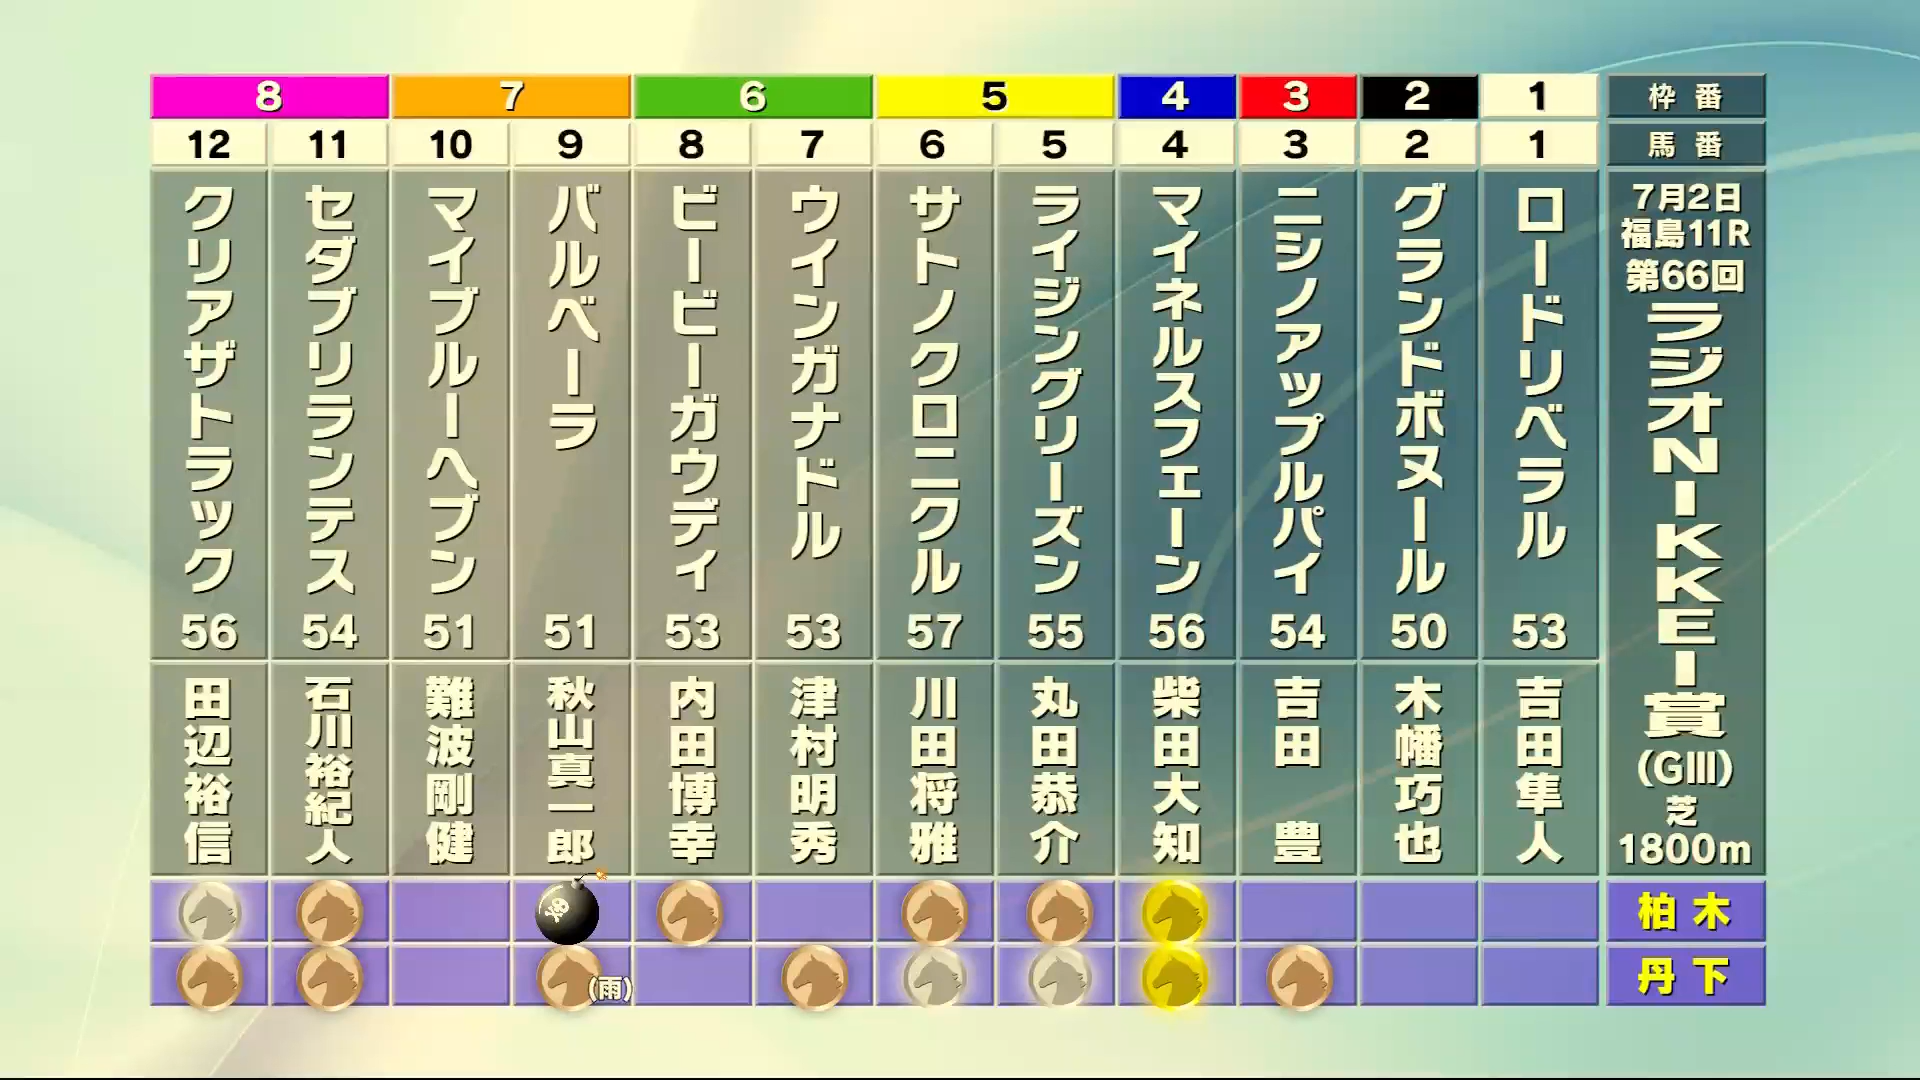 枠番
馬番
7月2日
福島11R
第66回
ラジオNIKKEI賞
(GⅢ)
芝
1800m
柏木
丹下
1
1
ロードリベラル
53
吉田隼人
2
2
グランドボヌール
50
木幡巧也
3
3
ニシノアップルパイ
54
吉田豊
4
4
マイネルスフェーン
56
柴田大知
5
5
ライジングリーズン
55
丸田恭介
6
サトノクロニクル
57
川田将雅
6
7
ウインガナドル
53
津村明秀
8
ビービーガウディ
53
内田博幸
7
9
バルベーラ
51
秋山真一郎
(雨)
10
マイブルーヘブン
51
難波剛健
8
11
セダブリランテス
54
石川裕紀人
12
クリアザトラック
56
田辺裕信